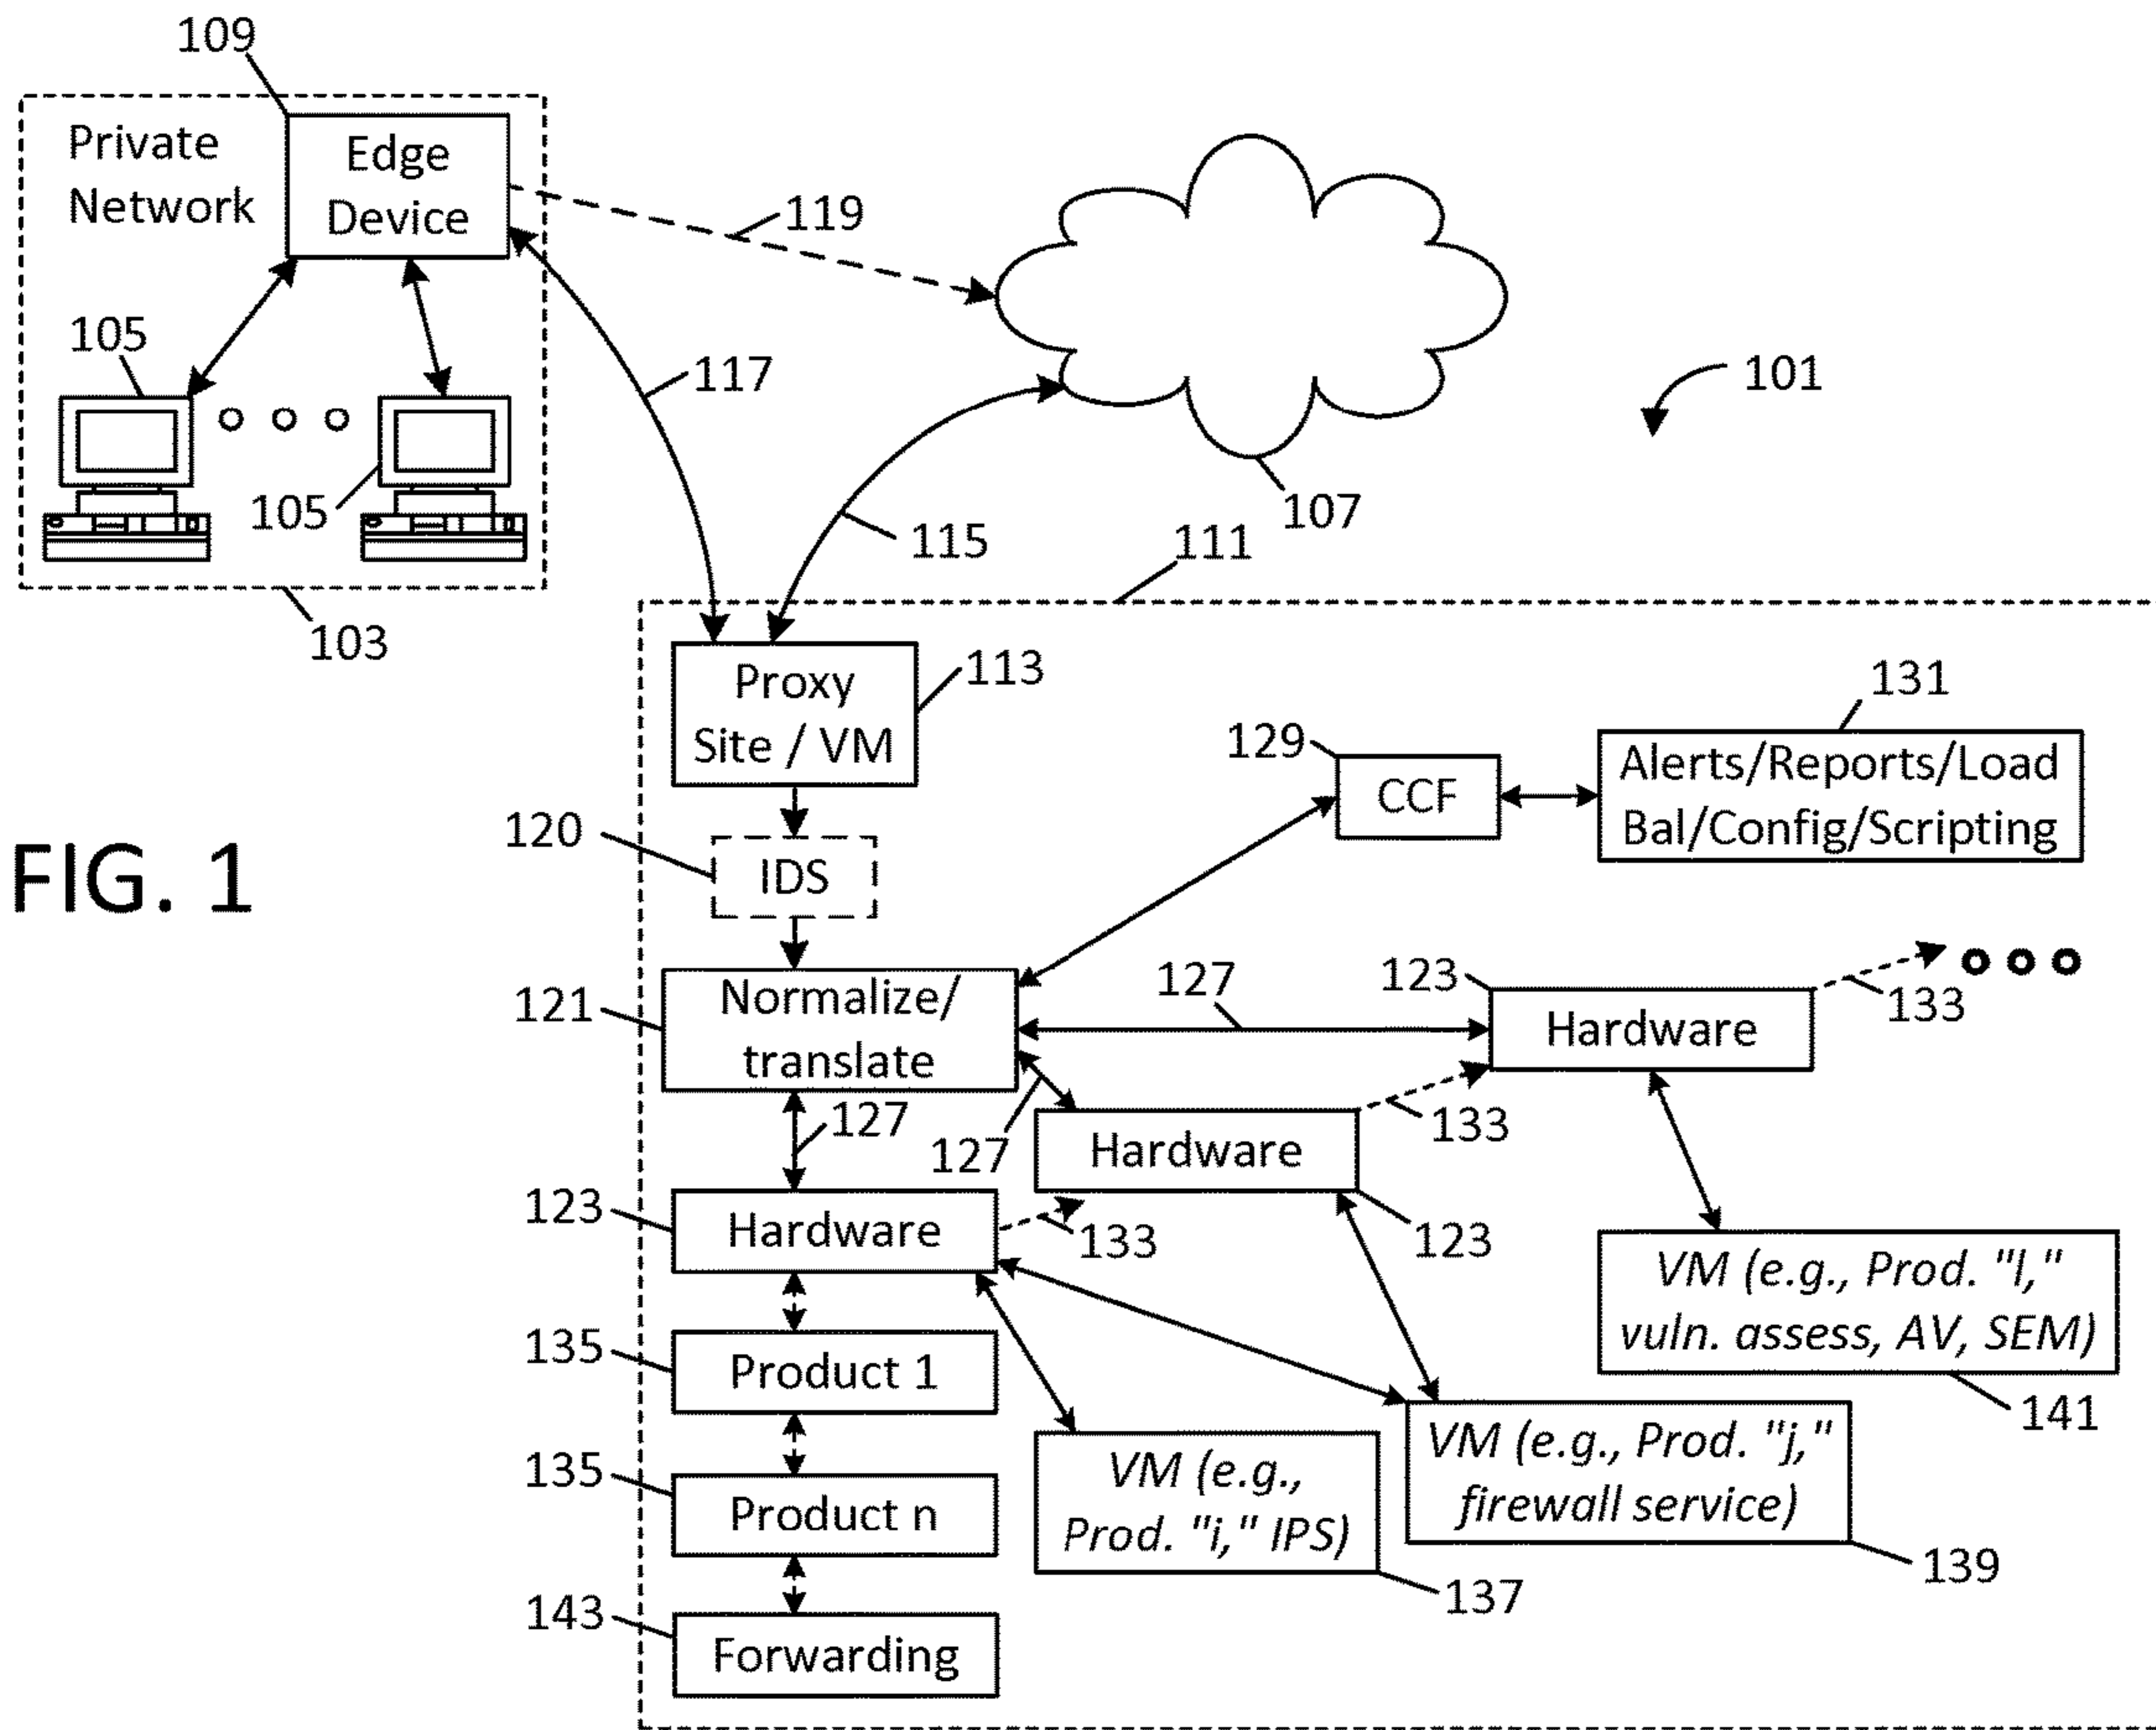 109
Private
Network
Edge
Device
119
105
105
117
101
107
115
111
103
Proxy
Site / VM
113
131
129
CCF
Alerts/Reports/Load
Bal/Config/Scripting
120
IDS
FIG. 1
121
Normalize/
translate
127
123
Hardware
133
127
127
Hardware
133
123
123
Hardware
133
VM (e.g., Prod. "l,"
vuln. assess, AV, SEM)
141
135
Product 1
135
Product n
VM (e.g.,
Prod. "i," IPS)
137
VM (e.g., Prod. "j,"
firewall service)
139
143
Forwarding